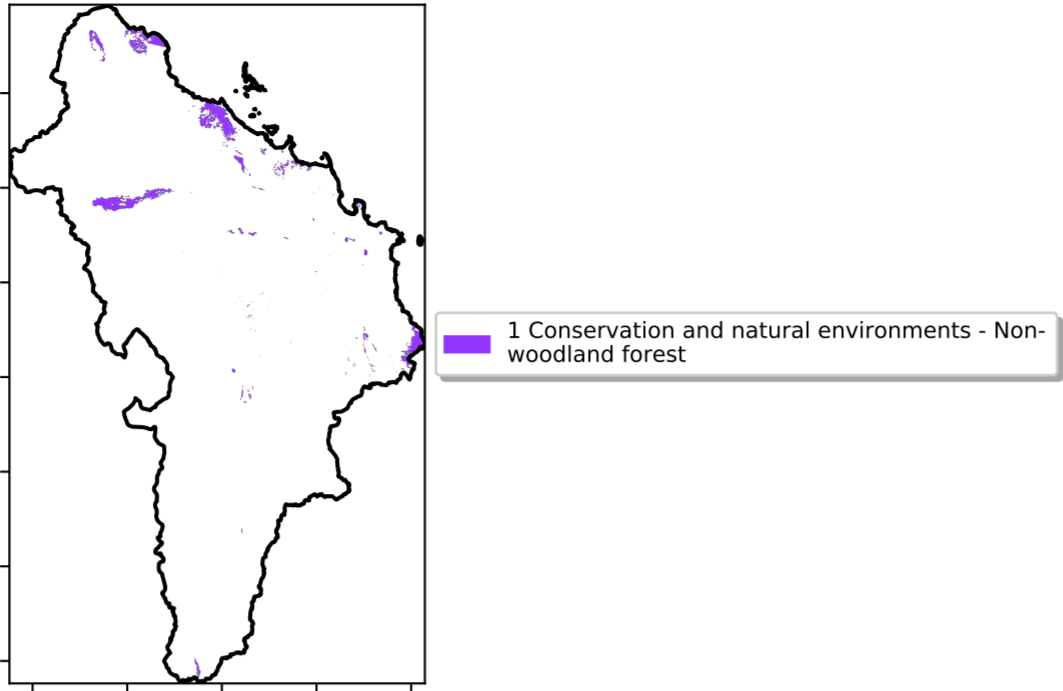 1 Conservation and natural environments - Non-
woodland forest